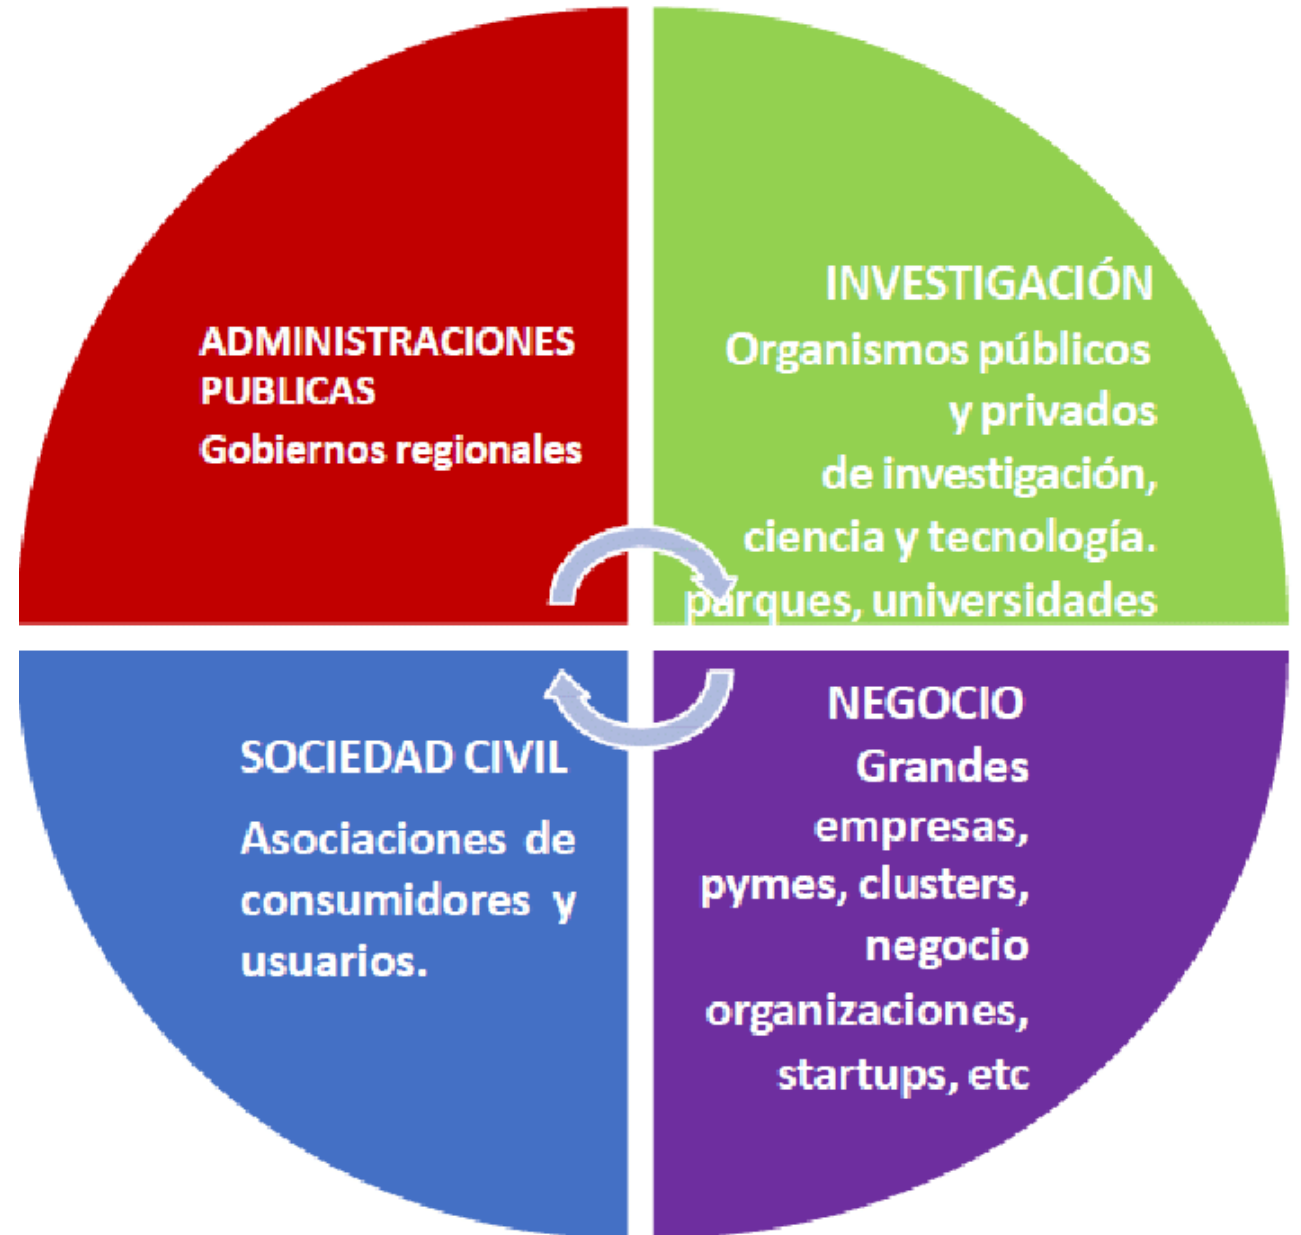 ADMINISTRACIONES
PUBLICAS
Gobiernos regionales
INVESTIGACIÓN
Organismos públicos
y privados
de investigación,
ciencia y tecnología.
parques, universidades
SOCIEDAD CIVIL
Asociaciones de
consumidores y
usuarios.
NEGOCIO
Grandes
empresas,
pymes, clusters,
negocio
organizaciones,
startups, etc